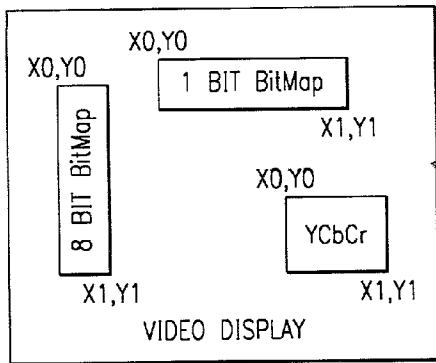 X0,Y0
1 BIT BitMap
X1,Y1
X0,Y0
8 BIT BitMap
X1,Y1
X0,Y0
YCbCr
X1,Y1
VIDEO DISPLAY